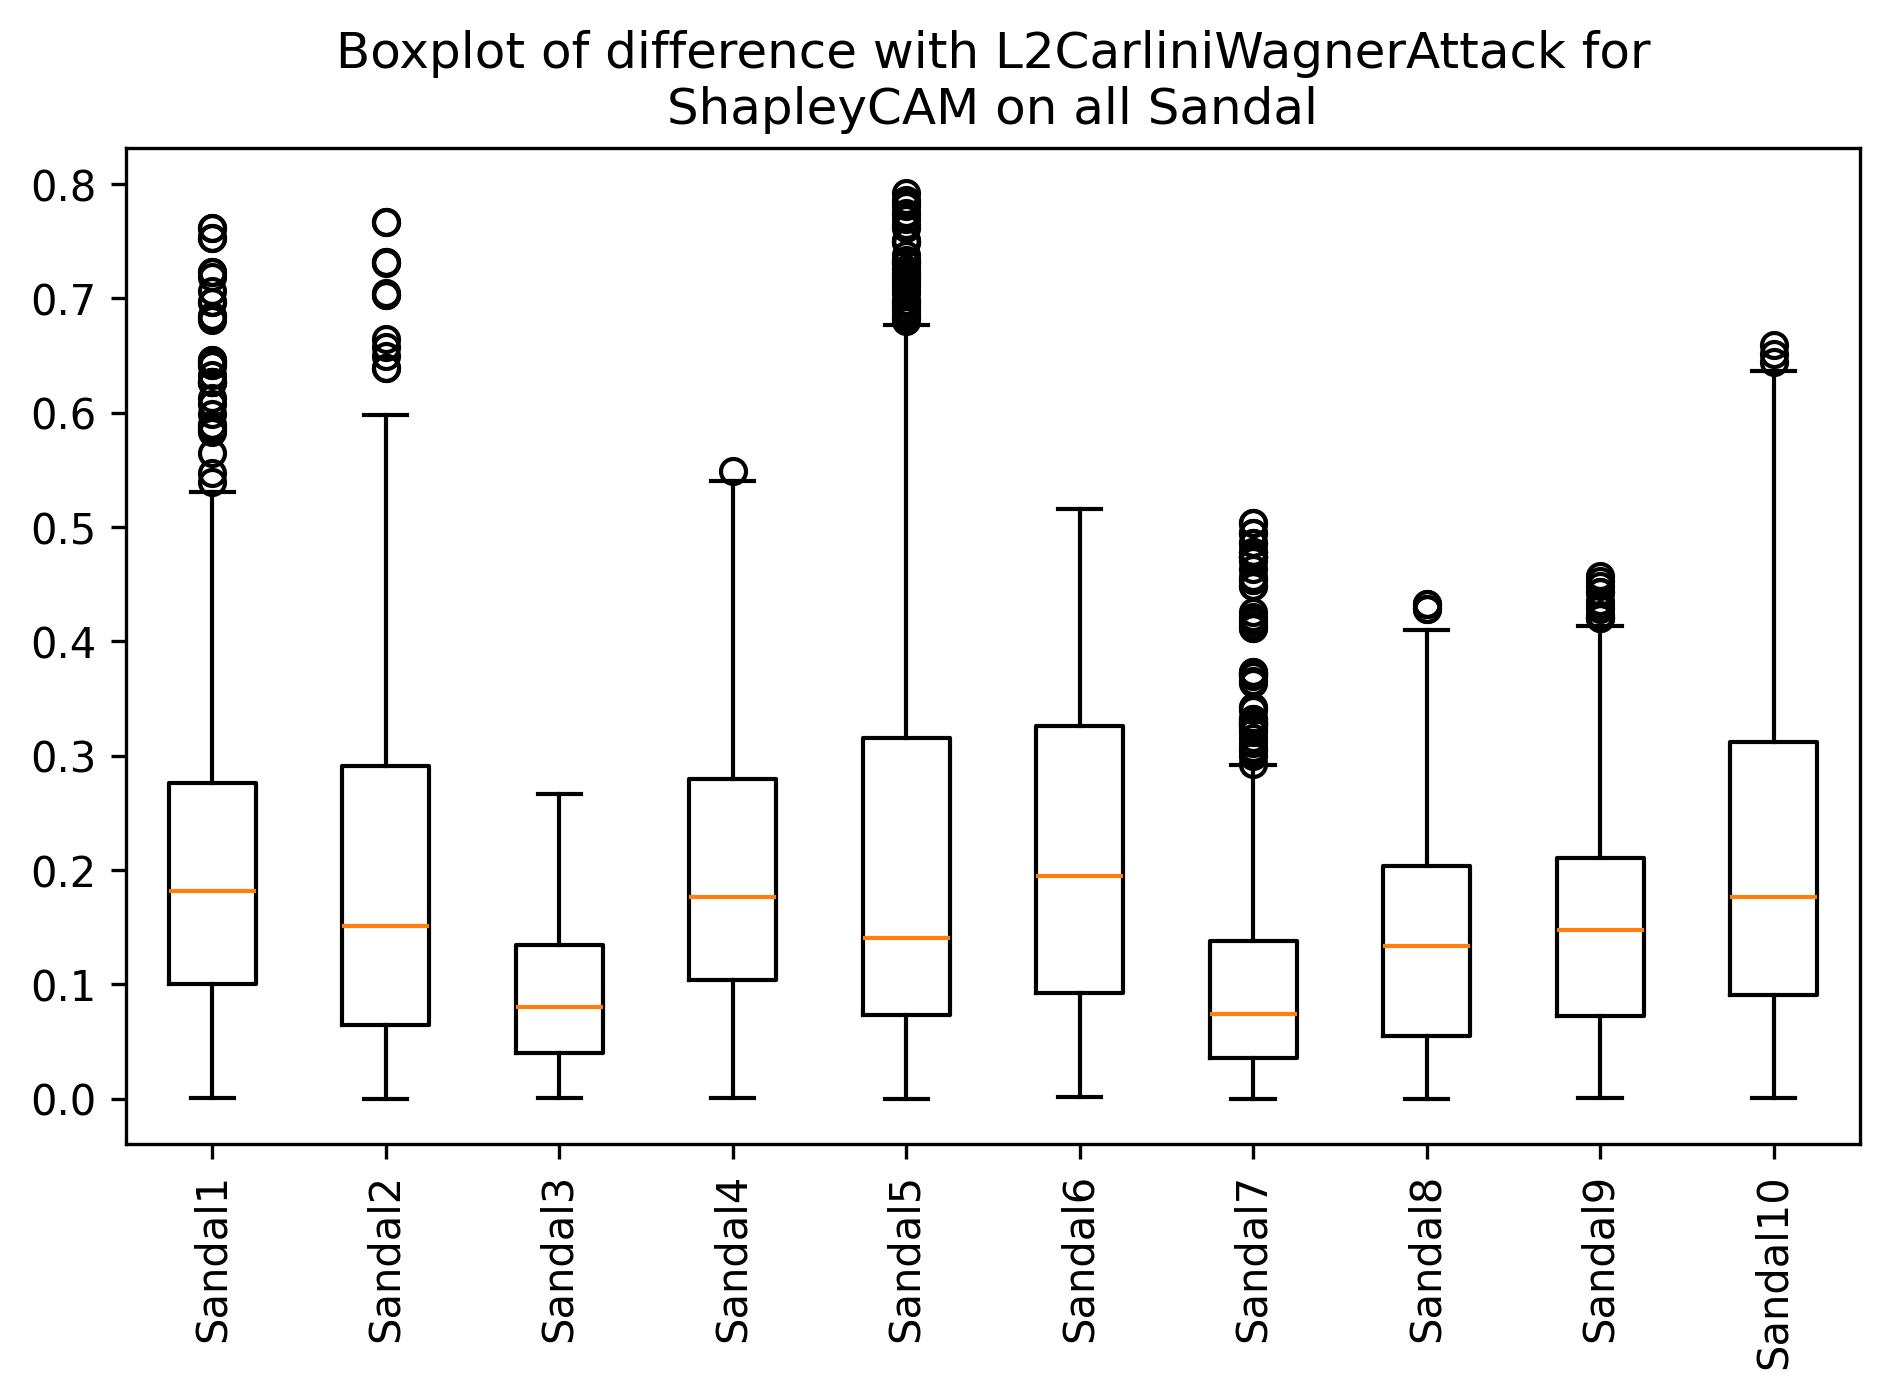 Boxplot of difference with L2CarliniWagnerAttack for
ShapleyCAM on all Sandal
0.8
0.7
0.6
0.5
0.4
0.3
0.2
0.1
0.0
Sandal1
Sandal2
Sandal3
Sandal4
Sandal5
Sandal6
Sandal7
Sandal8
Sandal9
Sandal10